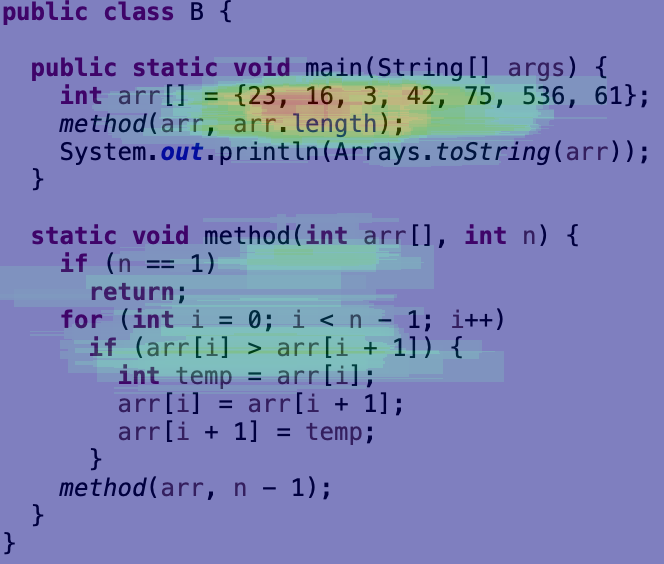 public class B {
public static void main(String[] args) {
int arr[] = {23, 16, 3, 42, 75, 536, 61};
method(arr, arr.length);
System.out.println(Arrays.toString(arr));
}
static void method(int arr[], int n) {
if (n == 1)
return;
for (int i = 0; i < n - 1; i++)
if (arr[i] > arr[i + 1]) {
int temp = arr[i];
arr[i] = arr[i + 1];
arr[i + 1] = temp;
}
method(arr, n - 1);
}
}